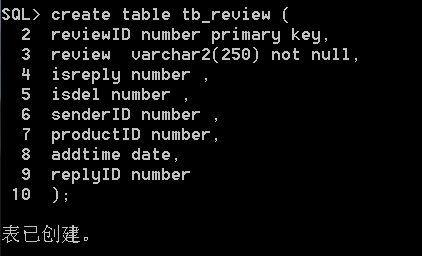 SQL> create table tb_review (
2 reviewID number primary key,
3 review varchar2(250) not null,
4 isreply number ,
5 isdel number ,
6 senderID number ,
7 productID number,
8 addtime date,
9 replyID number
10 );
表已创建。